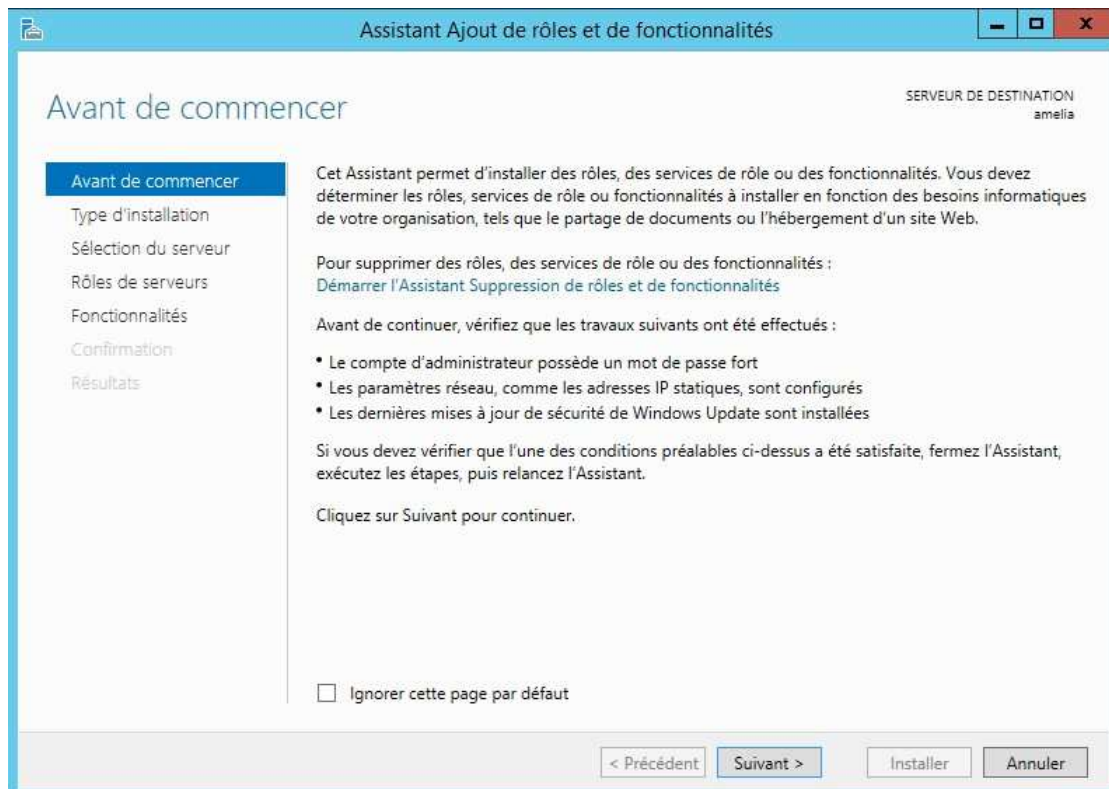 Assistant Ajout de rôles et de fonctionnalités
Avant de commencer
SERVEUR DE DESTINATION
amelia
Avant de commencer
Type d'installation
Sélection du serveur
Rôles de serveurs
Fonctionnalités
Confirmation
Résultats
Cet Assistant permet d'installer des rôles, des services de rôle ou des fonctionnalités. Vous devez
déterminer les rôles, services de rôle ou fonctionnalités à installer en fonction des besoins informatiques
de votre organisation, tels que le partage de documents ou l'hébergement d'un site Web.
Pour supprimer des rôles, des services de rôle ou des fonctionnalités :
Démarrer l'Assistant Suppression de rôles et de fonctionnalités
Avant de continuer, vérifiez que les travaux suivants ont été effectués :
• Le compte d'administrateur possède un mot de passe fort
• Les paramètres réseau, comme les adresses IP statiques, sont configurés
• Les dernières mises à jour de sécurité de Windows Update sont installées
Si vous devez vérifier que l'une des conditions préalables ci-dessus a été satisfaite, fermez l'Assistant,
exécutez les étapes, puis relancez l'Assistant.
Cliquez sur Suivant pour continuer.
Ignorer cette page par défaut
< Précédent
Suivant >
Installer
Annuler